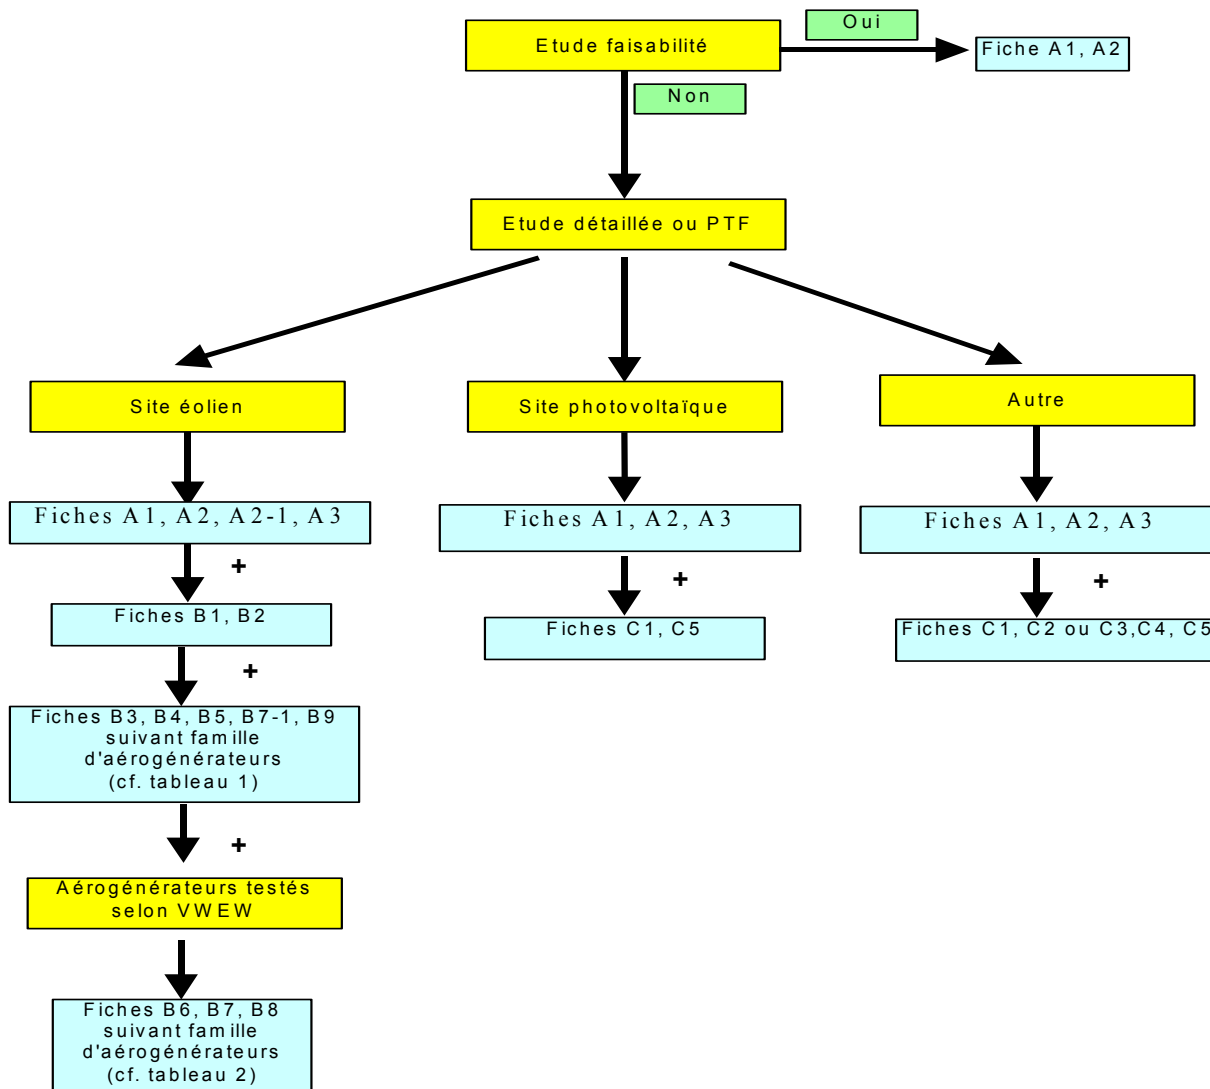 Oui
Etude faisabilité
Fiche A1, A2
Non
Etude détaillée ou PTF
Site éolien
Site photovoltaïque
Autre
Fiches A1, A2, A2-1, A3
Fiches A1, A2, A3
Fiches A1, A2, A3
+
+
+
Fiches B1, B2
Fiches C1, C5
Fiches C1, C2 ou C3,C4, C5
+
Fiches B3, B4, B5, B7-1, B9
suivant famille
d'aérogénérateurs
(cf. tableau 1)
+
Aérogénérateurs testés
selon VWEW
Fiches B6, B7, B8
suivant famille
d'aérogénérateurs
(cf. tableau 2)